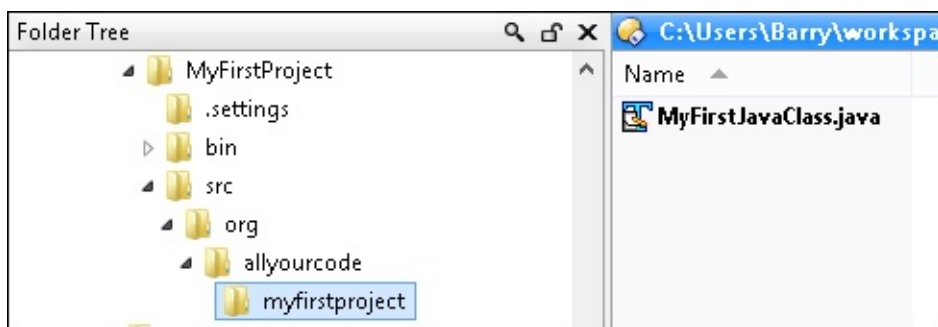 Folder Tree
MyFirstProject
.settings
bin
src
org
allyourcode
myfirstproject
C:\Users\Barry\workspa
Name
MyFirstJavaClass.java